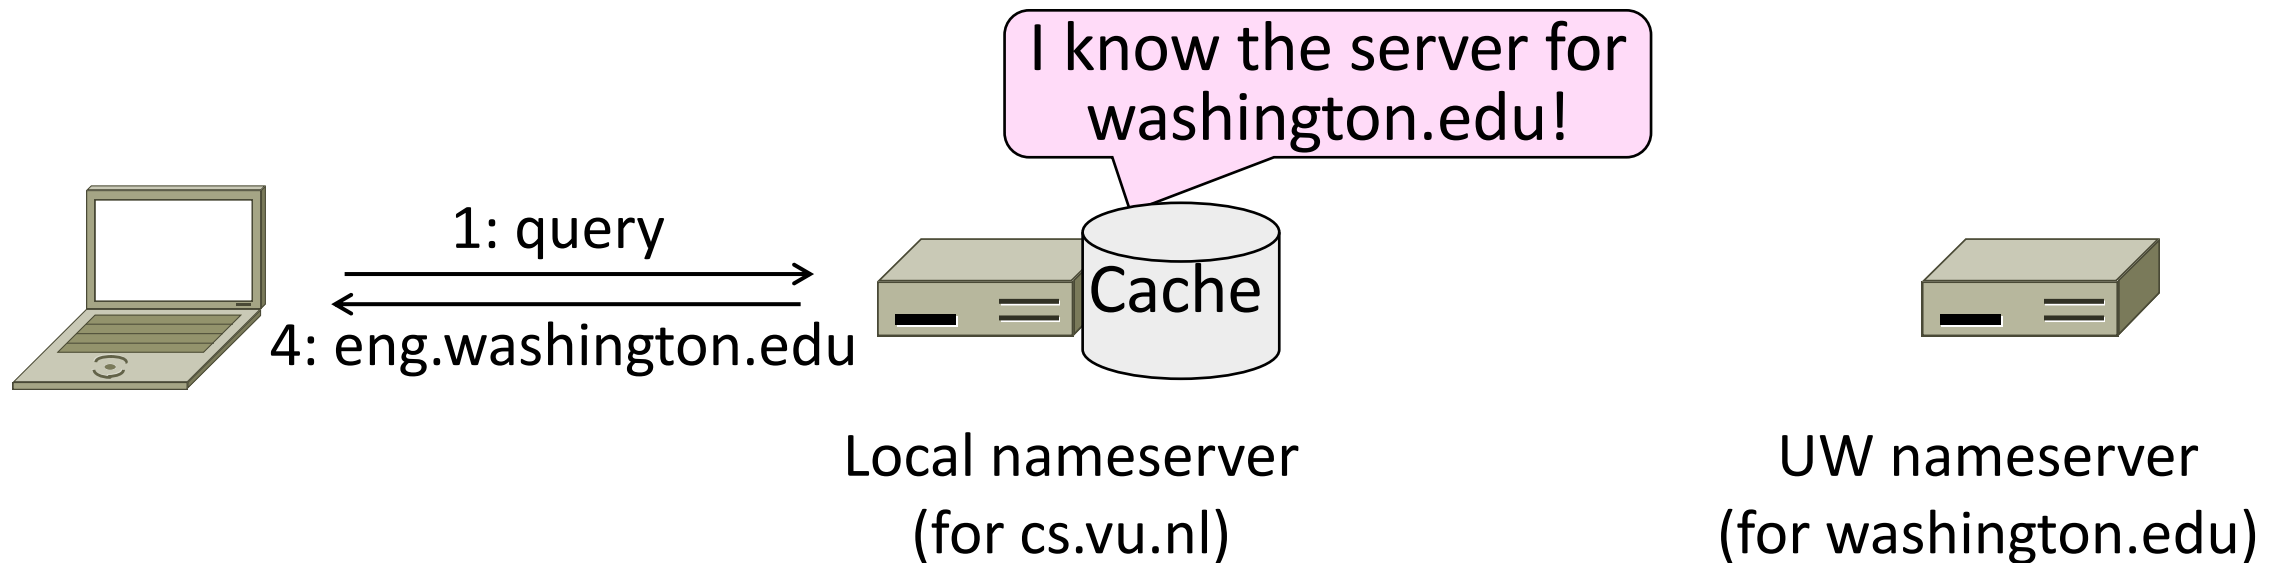 I know the server for
washington.edu!
1: query
Cache
4: eng.washington.edu
Local nameserver
(for cs.vu.nl)
UW nameserver
(for washington.edu)